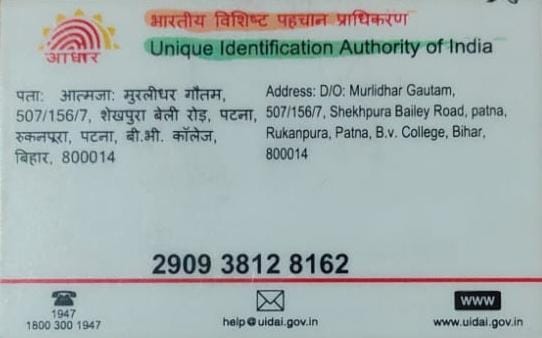 भारतीय विशिष्ट पहचान प्राधिकरण
Unique Identification Authority of India
आधार
पता: आत्मजा: मुरलीधर गौतम,
507/156/7, शेखपुरा बेली रोड़, पटना,
रुकनपूरा, पटना, बी.भी. कॉलेज,
बिहार, 800014
Address: D/O: Murlidhar Gautam,
507/156/7, Shekhpura Bailey Road, patna,
Rukanpura, Patna, B.v. College, Bihar,
800014
2909 3812 8162
1947
1800 300 1947
help@uidai.gov.in
www
www.uidai.gov.in